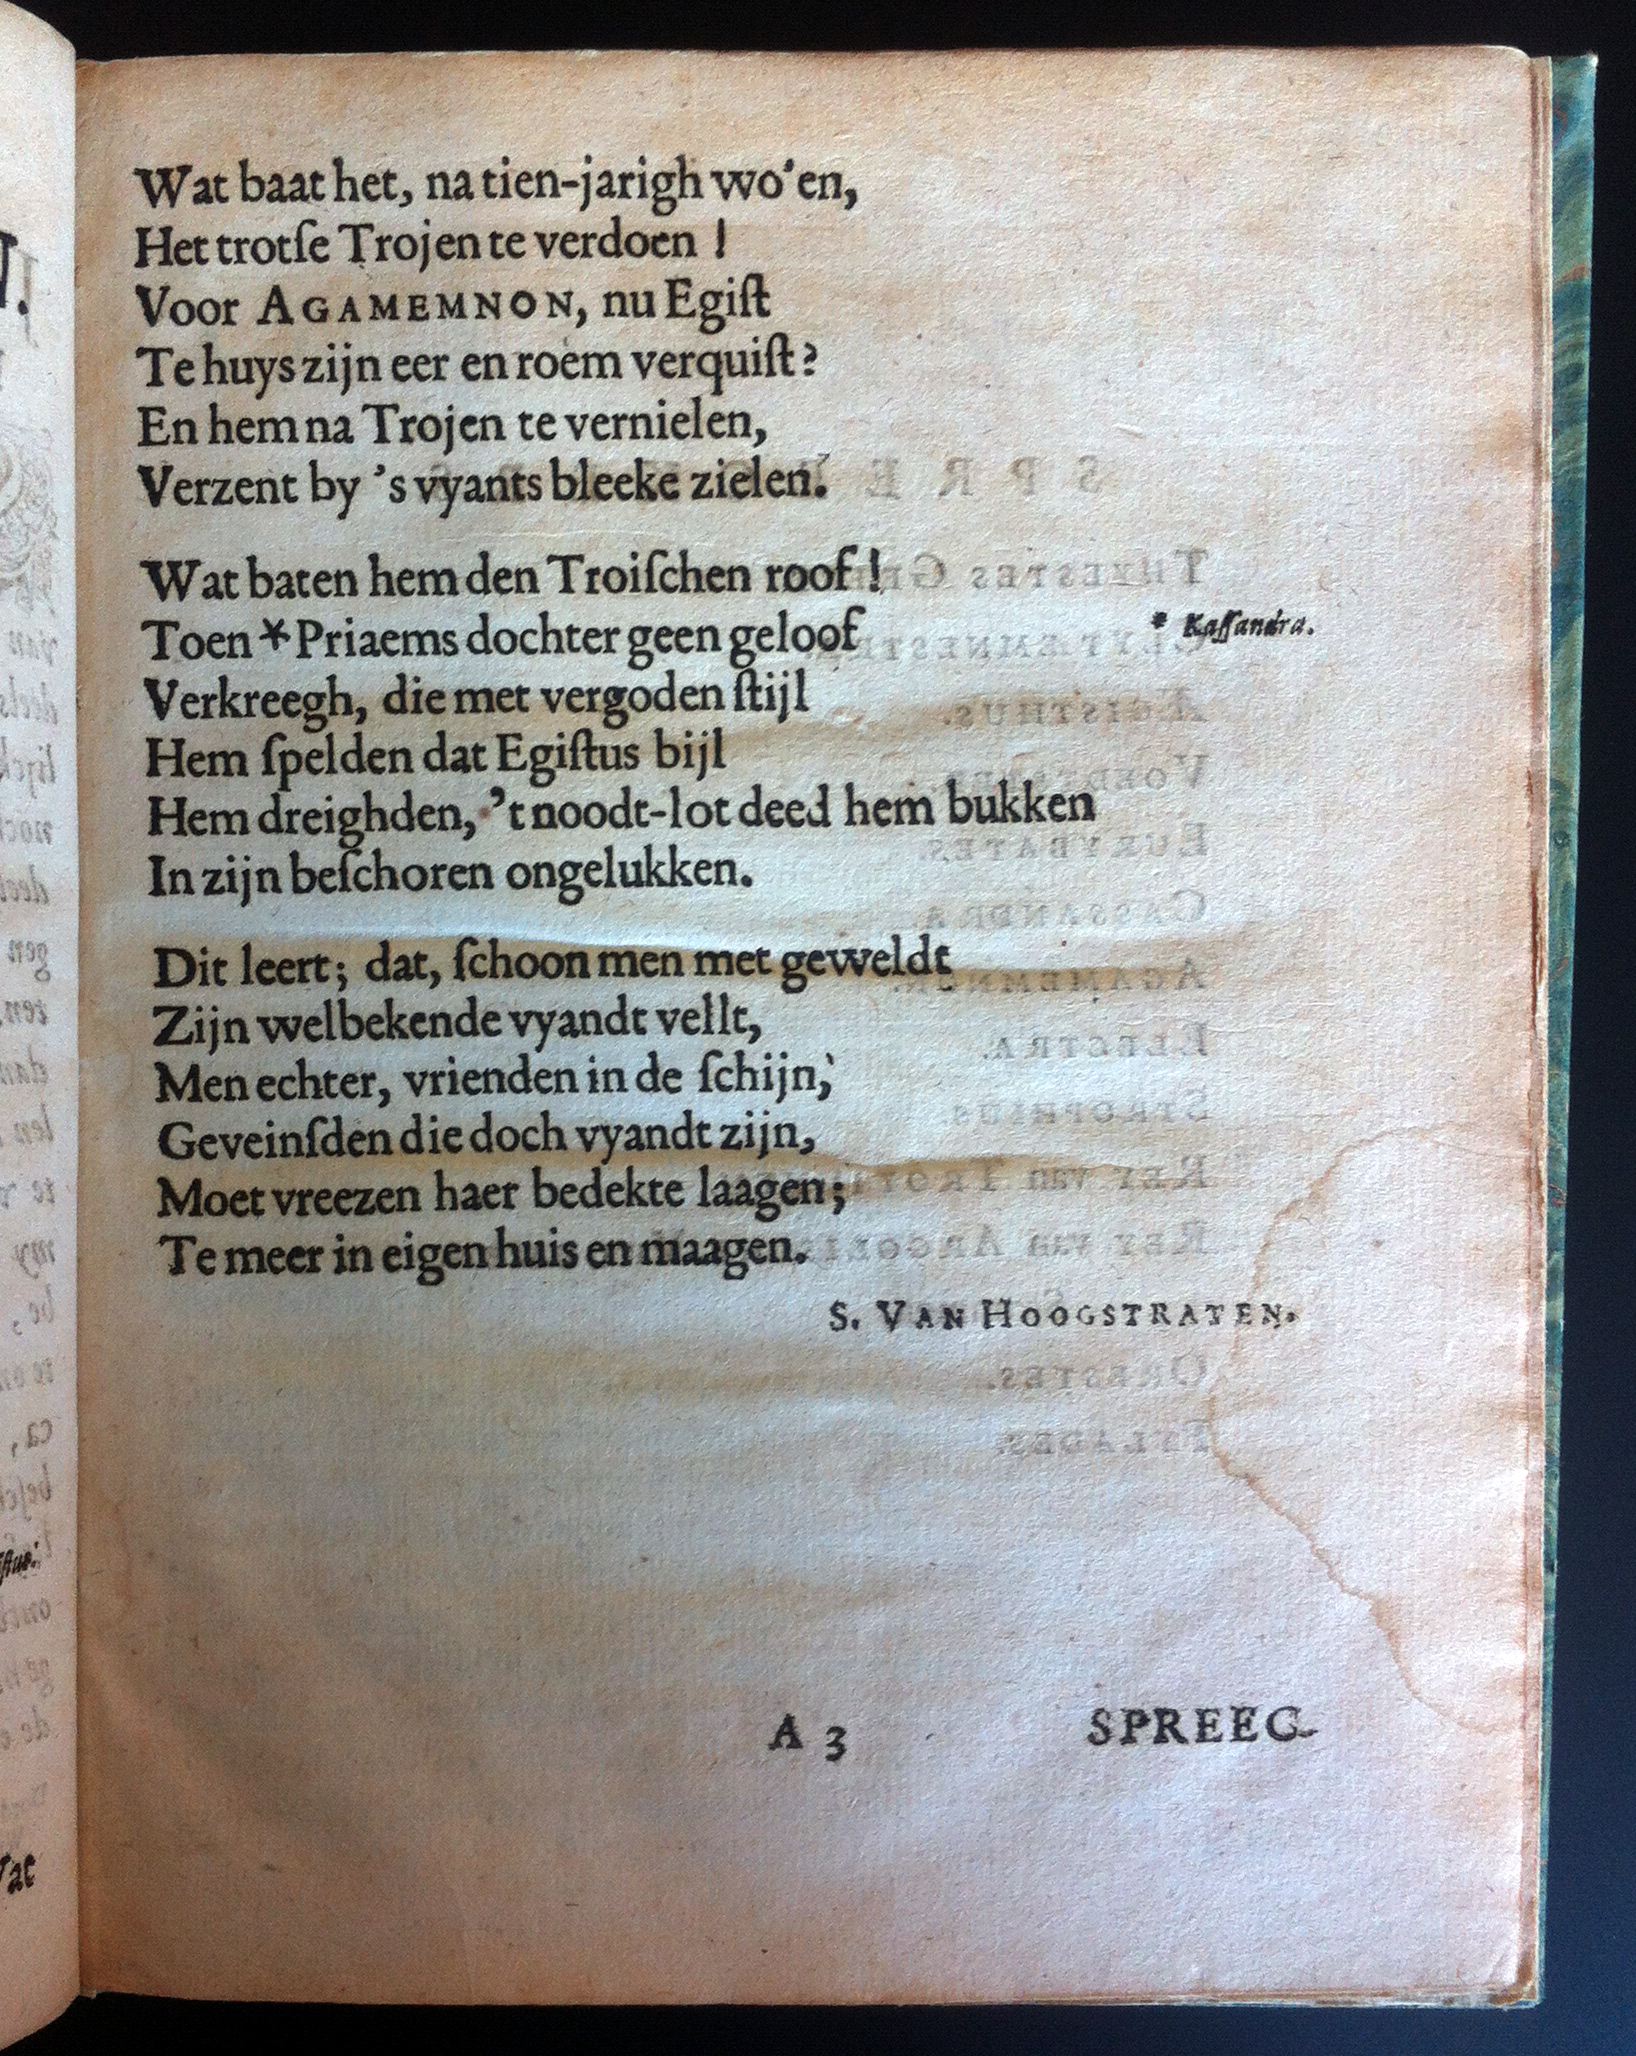 Wat baat het, na tien-jarigh wo'en,
Het trotſe Trojen te verdoen !
Voor AGAMEMNON, nu Egiſt
Te huys zijn eer en roem verquiſt?
En hem na Trojen te vernielen,
Verzent by 's vyants bleeke zielen.
Wat baten hem den Troiſchen roof !
Toen * Priaems dochter geen geloof
* Kaſſandra.
Verkreegh, die met vergoden ſtijl
Hem ſpelden dat Egiſtus bijl
Hem dreighden, 't noodt-lot deed hem bukken
In zijn beſchoren ongelukken.
Dit leert; dat, ſchoon men met geweldt
Zijn welbekende vyandt vellt,
Men echter, vrienden in de ſchijn,
Geveinſden die doch vyandt zijn,
Moet vreezen haer bedekte laagen;
Te meer in eigen huis en maagen.
S. VAN HOOGSTRATEN.
A 3 SPREEC-